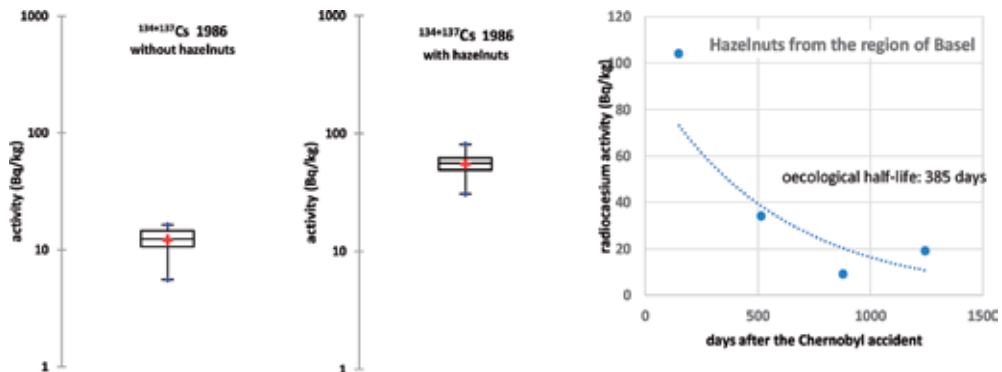 1000
100
10
1
activity (Bq/kg)
134+137Cs 1986
without hazelnuts
1000
100
10
1
activity (Bq/kg)
134+137Cs 1986
with hazelnuts
120
100
80
60
40
20
0
radiocaesium activity (Bq/kg)
Hazelnuts from the region of Basel
oecological half-life: 385 days
0
500
1000
1500
days after the Chernobyl accident